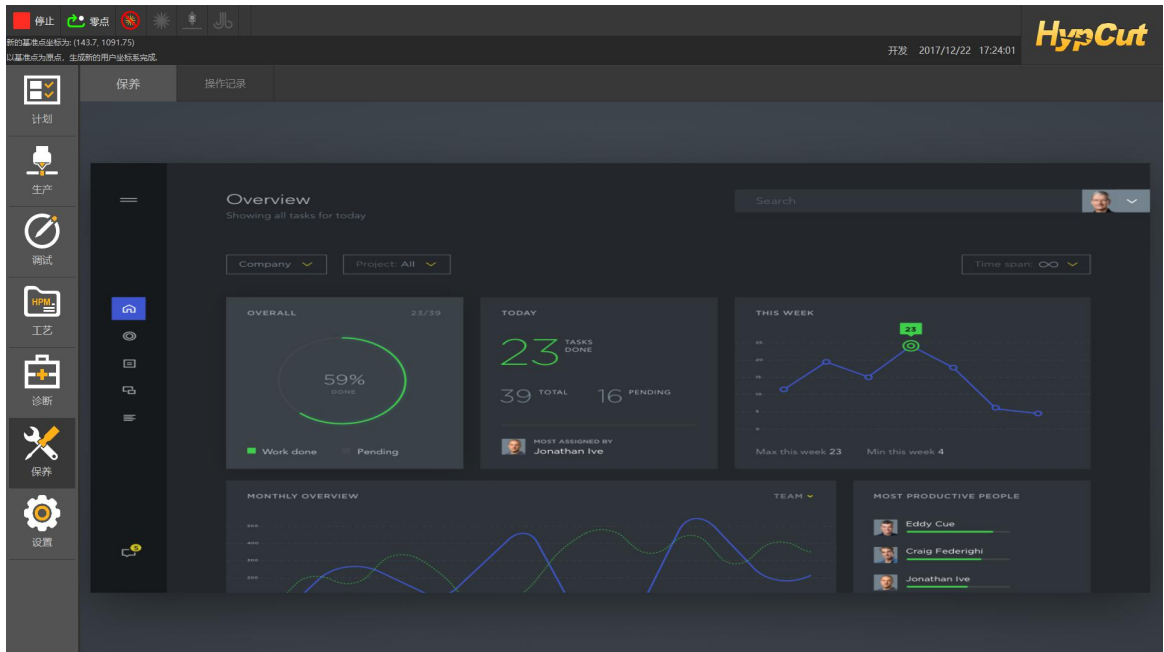 停止 零点
新的基准点坐标为: (143.7, 1091.75)
以基准点为原点，生成新的用户坐标系完成.
开发 2017/12/22 17:24:01
HypCut
计划
生产
调试
HPM
工艺
诊断
保养
设置
保养 操作记录
Overview
Showing all tasks for today
Search
Company
Project: All
Time span: ∞
OVERALL 23/39
59%
DONE
Work done Pending
TODAY
23 TASKS DONE
39 TOTAL 16 PENDING
MOST ASSIGNED BY
Jonathan Ive
THIS WEEK
23
Max this week 23 Min this week 4
MONTHLY OVERVIEW TEAM
MOST PRODUCTIVE PEOPLE
Eddy Cue
Craig Federighi
Jonathan Ive